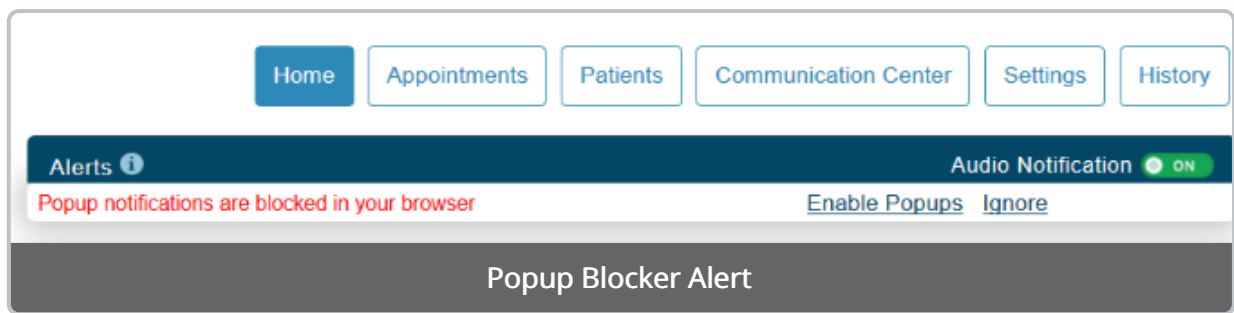 Home Appointments Patients Communication Center Settings History
Alerts Audio Notification ON
Popup notifications are blocked in your browser Enable Popups Ignore
Popup Blocker Alert